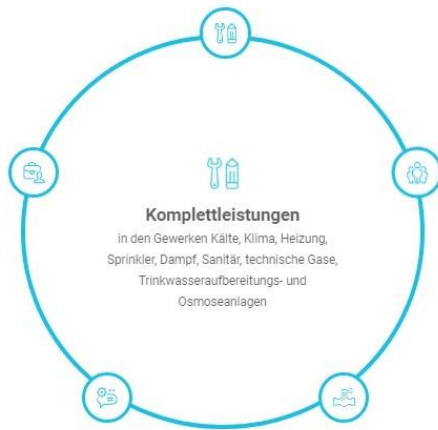 Komplettleistungen
in den Gewerken Kälte, Klima, Heizung,
Sprinkler, Dampf, Sanitär, technische Gase,
Trinkwasseraufbereitungs- und
Osmoseanlagen